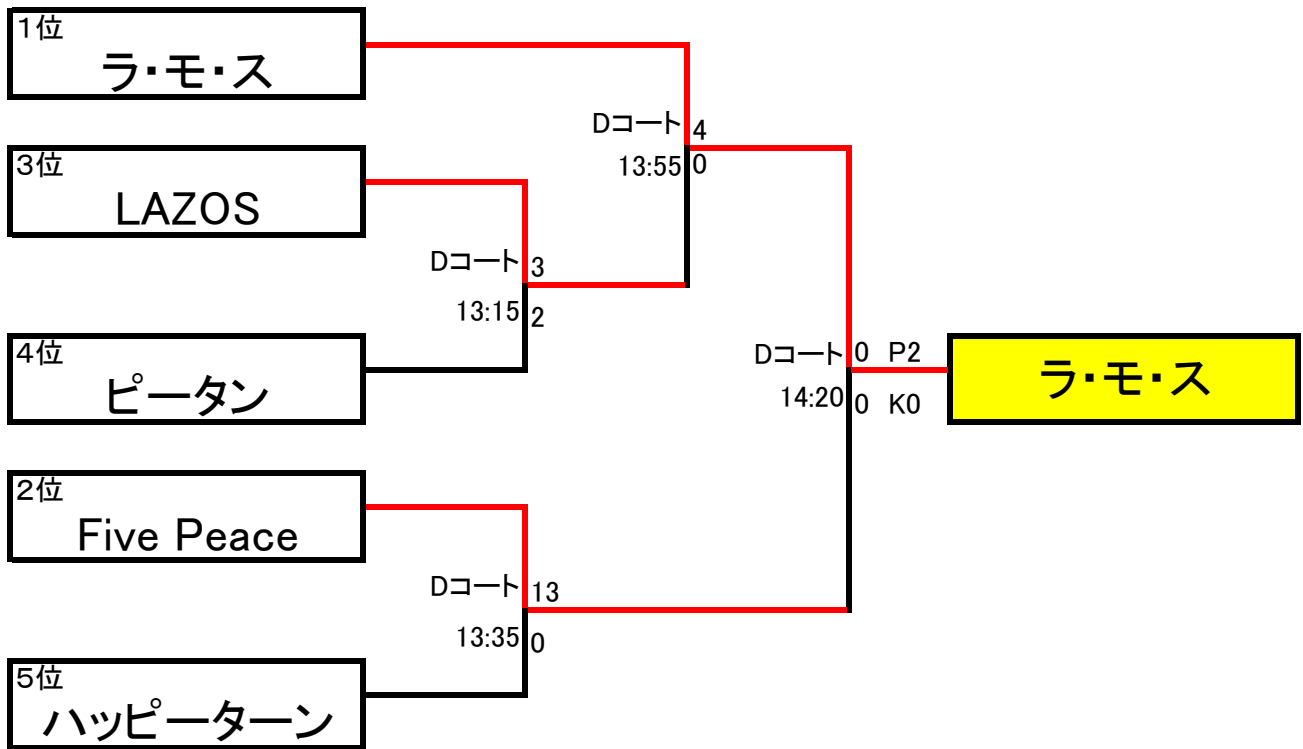 1位
ラ・モ・ス
Dコート 4
13:55 0
3位
LAZOS
Dコート 3
13:15 2
4位
ピータン
Dコート 0 P2
14:20 0 K0
ラ・モ・ス
2位
Five Peace
Dコート 13
13:35 0
5位
ハッピーターン